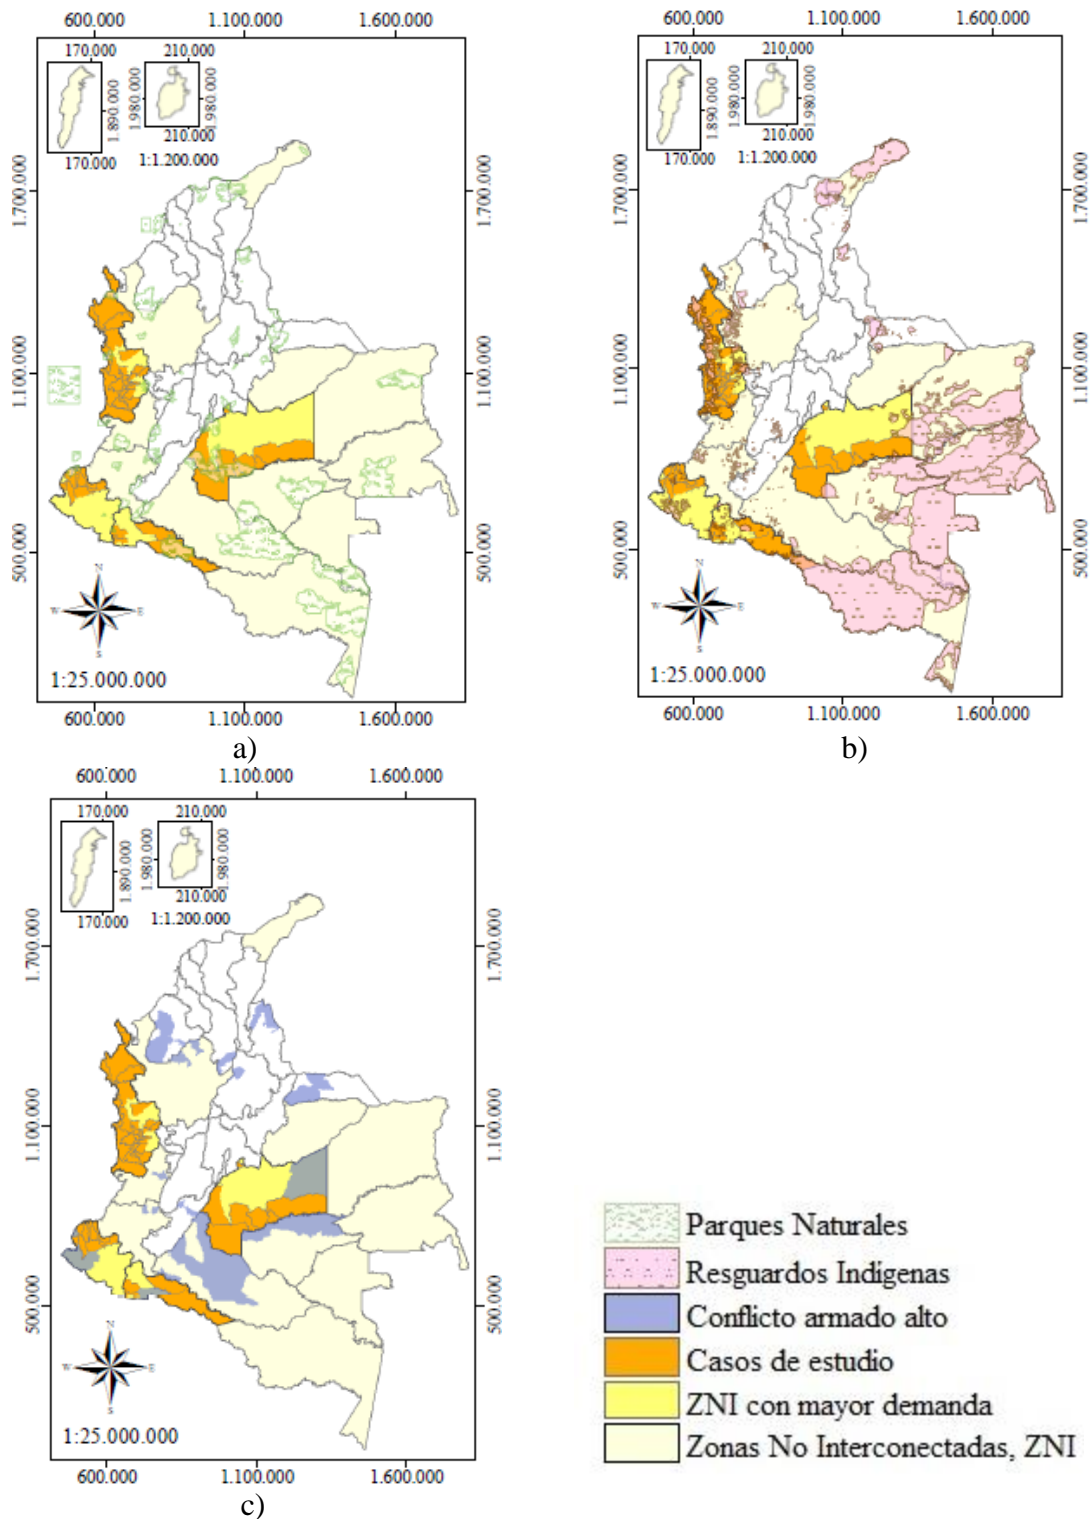 600.000 1.100.000 1.600.000
170.000 210.000
1.890.000 1.980.000 1.980.000
210.000
170.000 1:1.200.000
1.700.000 1.700.000
1.100.000 1.100.000
500.000 500.000
N
W E
S
1:25.000.000
600.000 1.100.000 1.600.000
a)
600.000 1.100.000 1.600.000
170.000 210.000
1.890.000 1.980.000 1.980.000
210.000
170.000 1:1.200.000
1.700.000 1.700.000
1.100.000 1.100.000
500.000 500.000
N
W E
S
1:25.000.000
600.000 1.100.000 1.600.000
b)
600.000 1.100.000 1.600.000
170.000 210.000
1.890.000 1.980.000 1.980.000
210.000
170.000 1:1.200.000
1.700.000 1.700.000
1.100.000 1.100.000
500.000 500.000
N
W E
S
1:25.000.000
600.000 1.100.000 1.600.000
c)
Parques Naturales
Resguardos Indígenas
Conflicto armado alto
Casos de estudio
ZNI con mayor demanda
Zonas No Interconectadas, ZNI